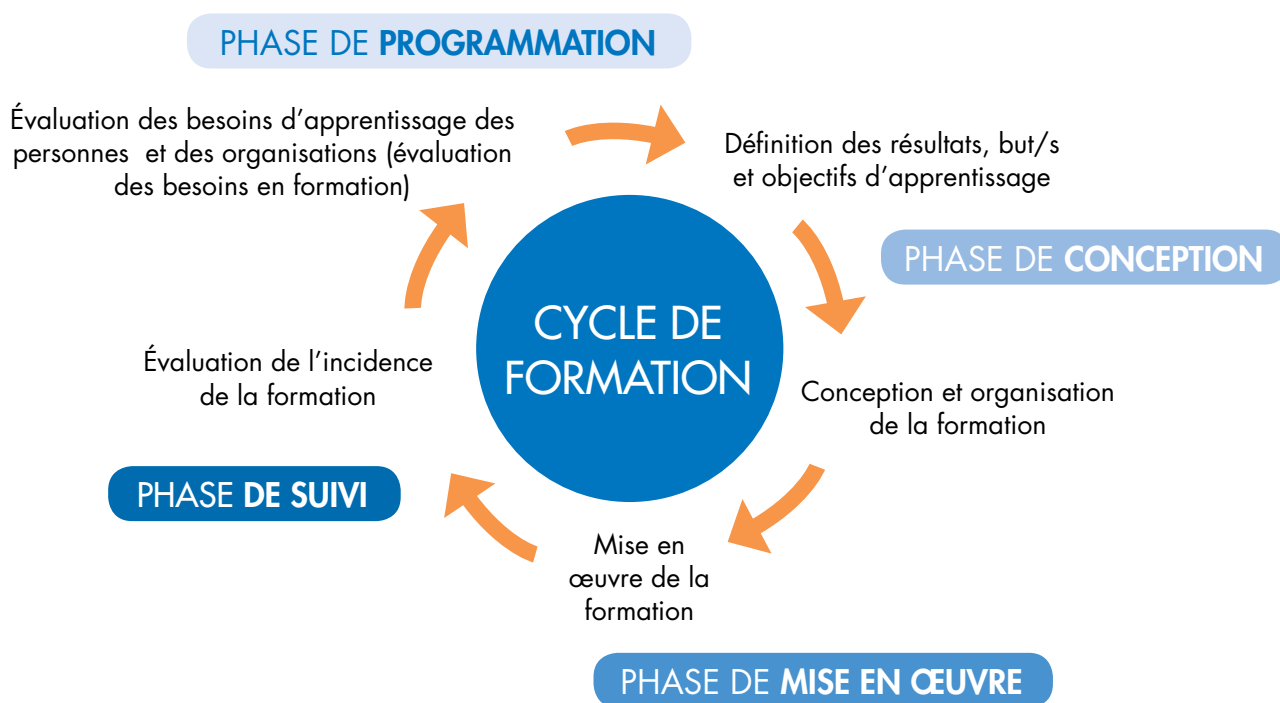 PHASE DE PROGRAMMATION
Évaluation des besoins d’apprentissage des
personnes et des organisations (évaluation
des besoins en formation)
Définition des résultats, but/s
et objectifs d’apprentissage
PHASE DE CONCEPTION
CYCLE DE
FORMATION
Évaluation de l’incidence
de la formation
Conception et organisation
de la formation
PHASE DE SUIVI
Mise en
œuvre de la
formation
PHASE DE MISE EN ŒUVRE